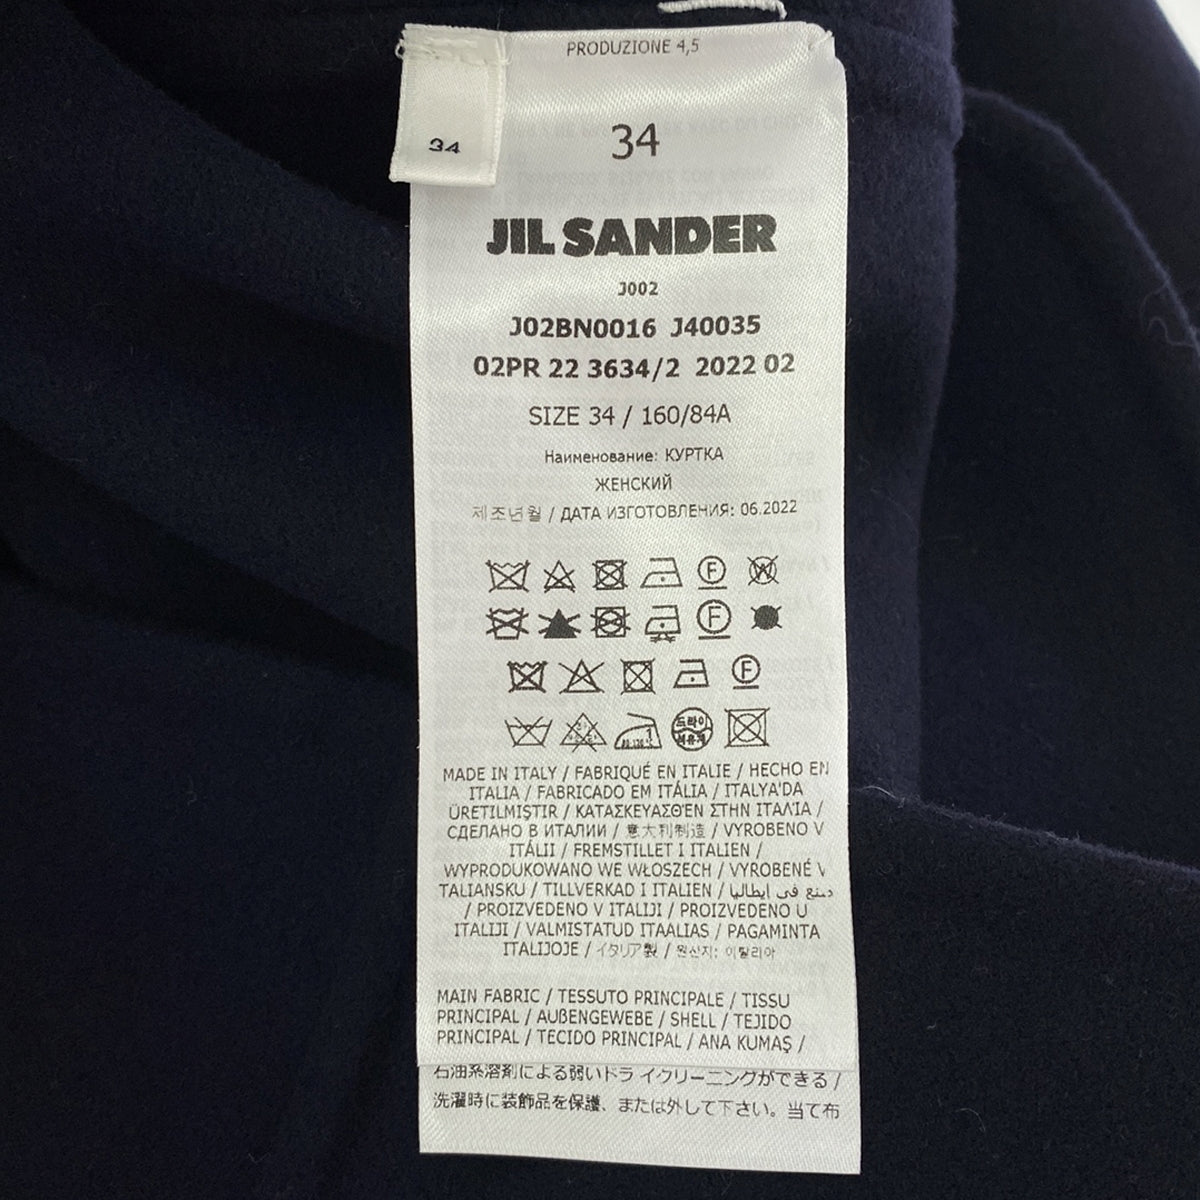 34
PRODUZIONE 4,5
34
JIL SANDER
J002
J02BN0016 J40035
02PR 22 3634/2 2022 02
SIZE 34 / 160/84A
Наименование: КУРТКА
ЖЕНСКИЙ
제조년월 / ДАТА ИЗГОТОВЛЕНИЯ: 06.2022
F W
F
F
드라이
석유계
MADE IN ITALY / FABRIQUÉ EN ITALIE / HECHO EN
ITALIA / FABRICADO EM ITÁLIA / ITALYA'DA
ÜRETILMIŞTIR / ΚΑΤΑΣΚΕΥΑΣΘΈΝ ΣΤΗΝ ΙΤΑΛΊΑ /
СДЕЛАНО В ИТАЛИИ / 意大利制造 / VYROBENO V
ITÁLII / FREMSTILLET I ITALIEN /
WYPRODUKOWANO WE WŁOSZECH / VYROBENÉ V
TALIANSKU / TILLVERKAD I ITALIEN / صنع في إيطاليا
/ PROIZVEDENO V ITALIJI / PROIZVEDENO U
ITALIJI / VALMISTATUD ITAALIAS / PAGAMINTA
ITALIJOJE / イタリア製 / 원산지: 이탈리아
MAIN FABRIC / TESSUTO PRINCIPALE / TISSU
PRINCIPAL / AUßENGEWEBE / SHELL / TEJIDO
PRINCIPAL / TECIDO PRINCIPAL / ANA KUMAŞ /
石油系溶剤による弱いドライクリーニングができる /
洗濯時に装飾品を保護、または外して下さい。当て布